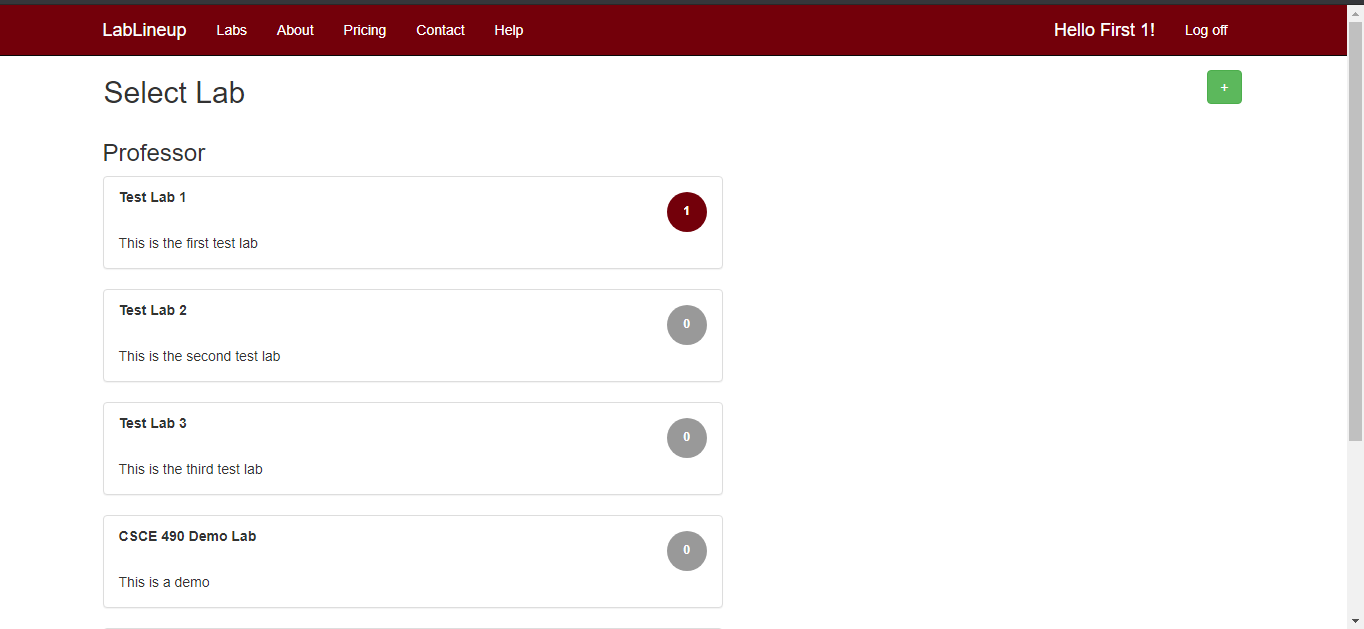 LabLineup Labs About Pricing Contact Help Hello First 1! Log off
Select Lab +
Professor
Test Lab 1
1
This is the first test lab
Test Lab 2
0
This is the second test lab
Test Lab 3
0
This is the third test lab
CSCE 490 Demo Lab
0
This is a demo